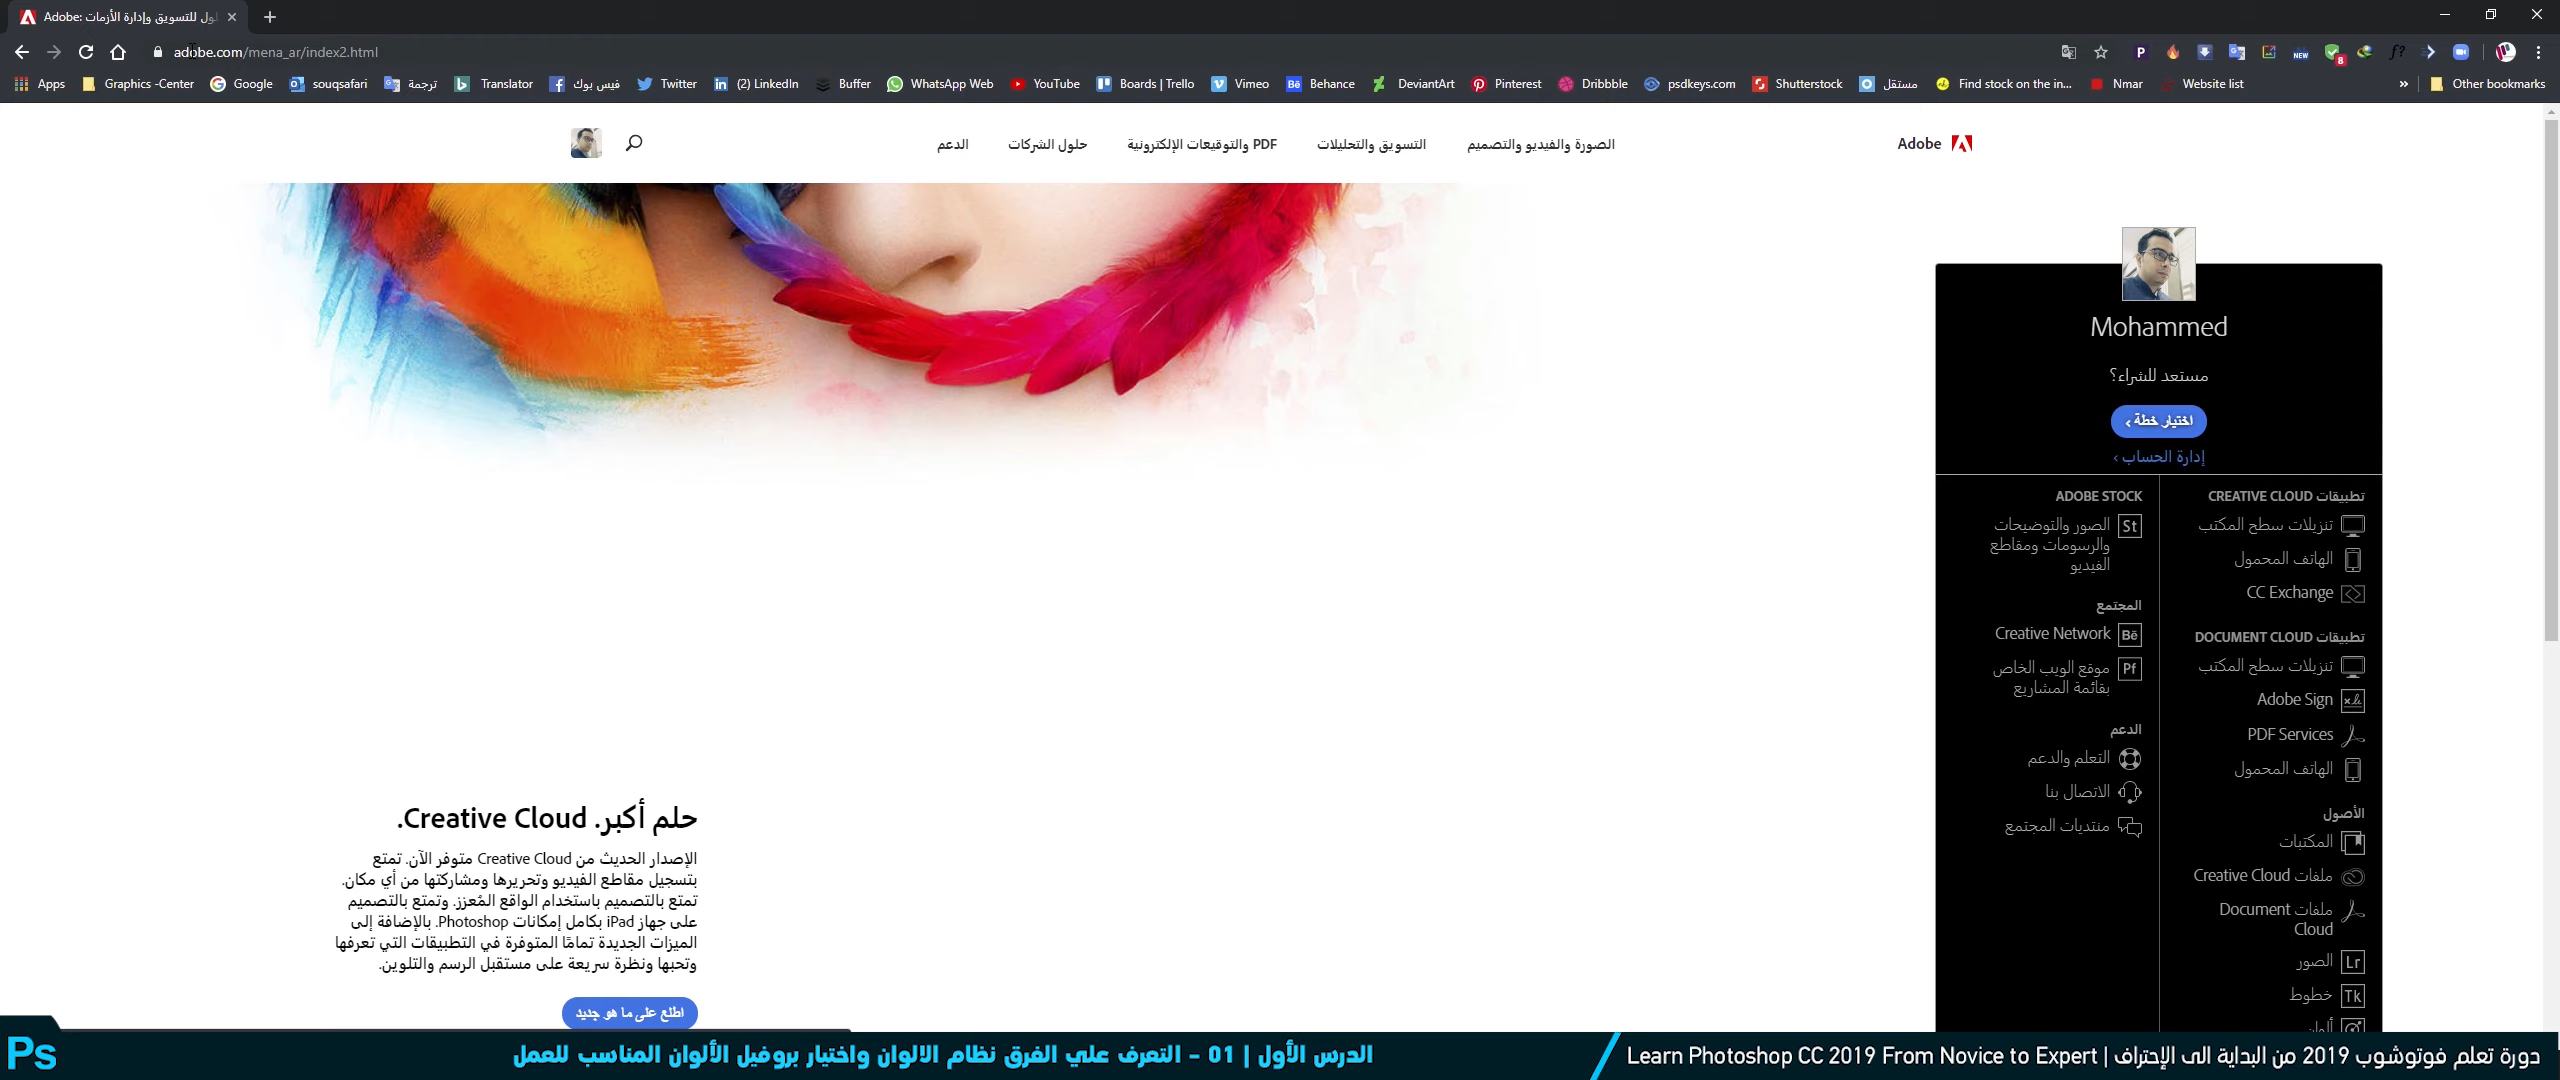 Adobe: لول للتسويق وإدارة الأزمات
adobe.com/mena_ar/index2.html
Apps
Graphics -Center
Google
souqsafari
ترجمة
Translator
فيس بوك
Twitter
(2) LinkedIn
Buffer
WhatsApp Web
YouTube
Boards | Trello
Vimeo
Behance
DeviantArt
Pinterest
Dribbble
psdkeys.com
Shutterstock
مستقل
Find stock on the in...
Nmar
Website list
»
Other bookmarks
Adobe
الصورة والفيديو والتصميم
التسويق والتحليلات
PDF والتوقيعات الإلكترونية
حلول الشركات
الدعم
Mohammed
مستعد للشراء؟
اختيار خطة ›
إدارة الحساب ›
تطبيقات CREATIVE CLOUD
تنزيلات سطح المكتب
الهاتف المحمول
CC Exchange
تطبيقات DOCUMENT CLOUD
تنزيلات سطح المكتب
Adobe Sign
PDF Services
الهاتف المحمول
الأصول
المكتبات
ملفات Creative Cloud
ملفات Document
Cloud
Lr الصور
Tk خطوط
ألوان
ADOBE STOCK
St الصور والتوضيحات
والرسومات ومقاطع
الفيديو
المجتمع
Bē Creative Network
Pf موقع الويب الخاص
بقائمة المشاريع
الدعم
التعلم والدعم
الاتصال بنا
منتديات المجتمع
حلم أكبر. Creative Cloud.
الإصدار الحديث من Creative Cloud متوفر الآن. تمتع
بتسجيل مقاطع الفيديو وتحريرها ومشاركتها من أي مكان.
تمتع بالتصميم باستخدام الواقع المُعزز. وتمتع بالتصميم
على جهاز iPad بكامل إمكانات Photoshop. بالإضافة إلى
الميزات الجديدة تمامًا المتوفرة في التطبيقات التي تعرفها
وتحبها ونظرة سريعة على مستقبل الرسم والتلوين.
اطلع على ما هو جديد
دورة تعلم فوتوشوب 2019 من البداية الى الإحتراف | Learn Photoshop CC 2019 From Novice to Expert
الدرس الأول | 01 - التعرف علي الفرق نظام الالوان واختيار بروفيل الألوان المناسب للعمل
Ps